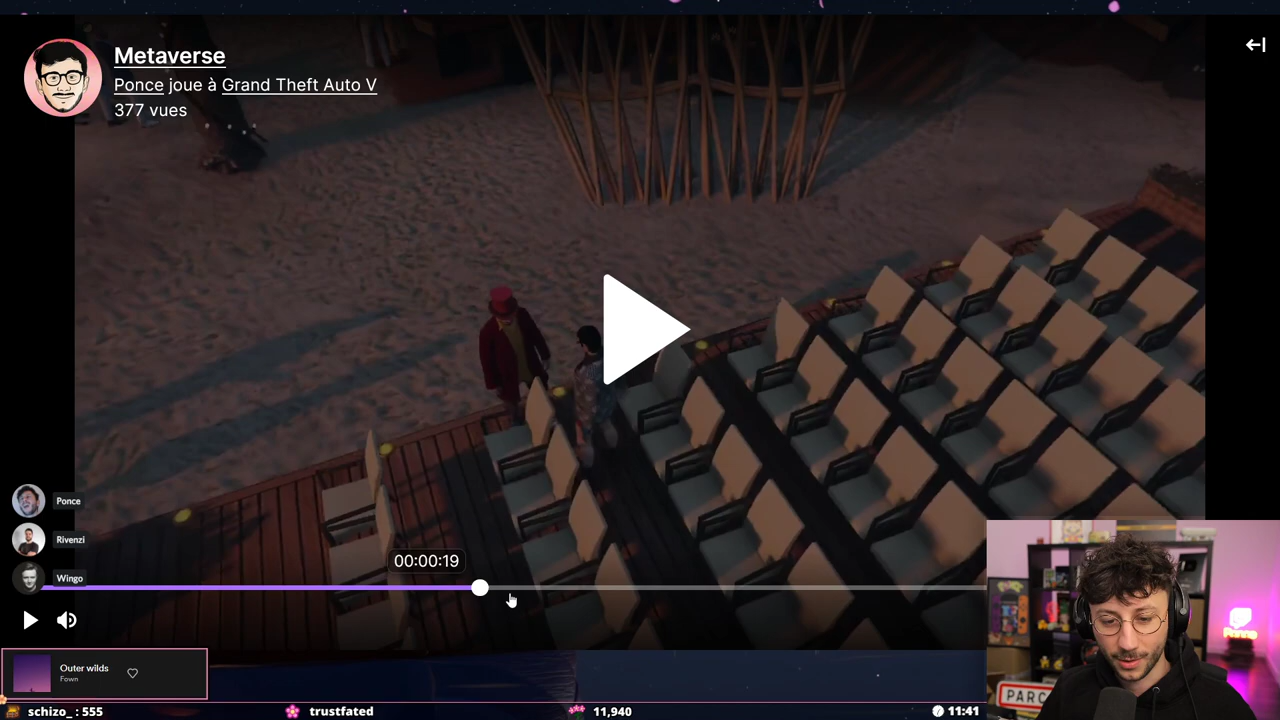 Metaverse
Ponce joue à Grand Theft Auto V
377 vues
Ponce
Rivenzi
Wingo
00:00:19
Outer wilds
Fown
PARC
schizo_ : 555
trustfated
11,940
11:41